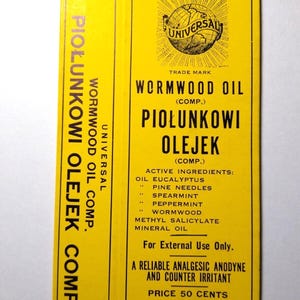 UNIVERSAL
TRADE MARK
WORMWOOD OIL
(COMP.)
PIOŁUNKOWI
OLEJEK
(COMP.)
ACTIVE INGREDIENTS:
OIL EUCALYPTUS
" PINE NEEDLES
" SPEARMINT
" PEPPERMINT
" WORMWOOD
METHYL SALICYLATE
MINERAL OIL
For External Use Only.
A RELIABLE ANALGESIC ANODYNE
AND COUNTER IRRITANT
PRICE 50 CENTS
UNIVERSAL
WORMWOOD OIL COMP.
PIOŁUNKOWI OLEJEK COMP